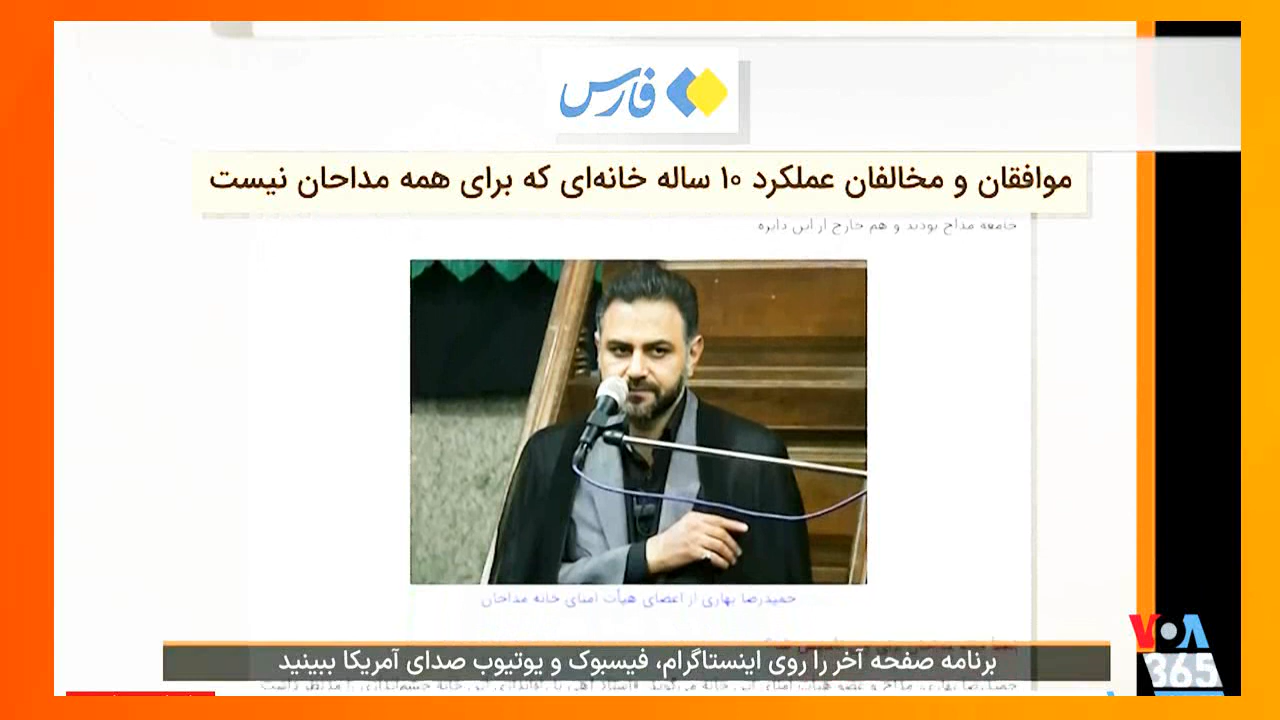 فارس
موافقان و مخالفان عملکرد ۱۰ ساله خانه‌ای که برای همه مداحان نیست
جامعه مداح بودند و هم خارج از این دایره
حمیدرضا بهاری از اعضای هیأت امنای خانه مداحان
برنامه صفحه آخر را روی اینستاگرام، فیسبوک و یوتیوب صدای آمریکا ببینید
VOA
365